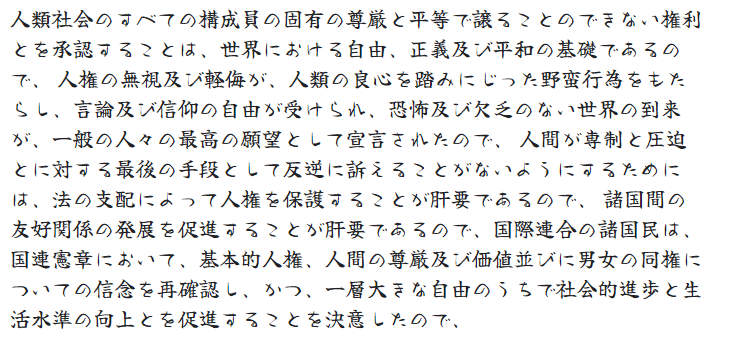 人類社会のすべての構成員の固有の尊厳と平等で譲ることのできない権利
とを承認することは、世界における自由、正義及び平和の基礎であるの
で、 人権の無視及び軽侮が、人類の良心を踏みにじった野蛮行為をもた
らし、言論及び信仰の自由が受けられ、恐怖及び欠乏のない世界の到来
が、一般の人々の最高の願望として宣言されたので、 人間が専制と圧迫
とに対する最後の手段として反逆に訴えることがないようにするために
は、法の支配によって人権を保護することが肝要であるので、 諸国間の
友好関係の発展を促進することが肝要であるので、国際連合の諸国民は、
国連憲章において、基本的人権、人間の尊厳及び価値並びに男女の同権に
ついての信念を再確認し、かつ、一層大きな自由のうちで社会的進歩と生
活水準の向上とを促進することを決意したので、